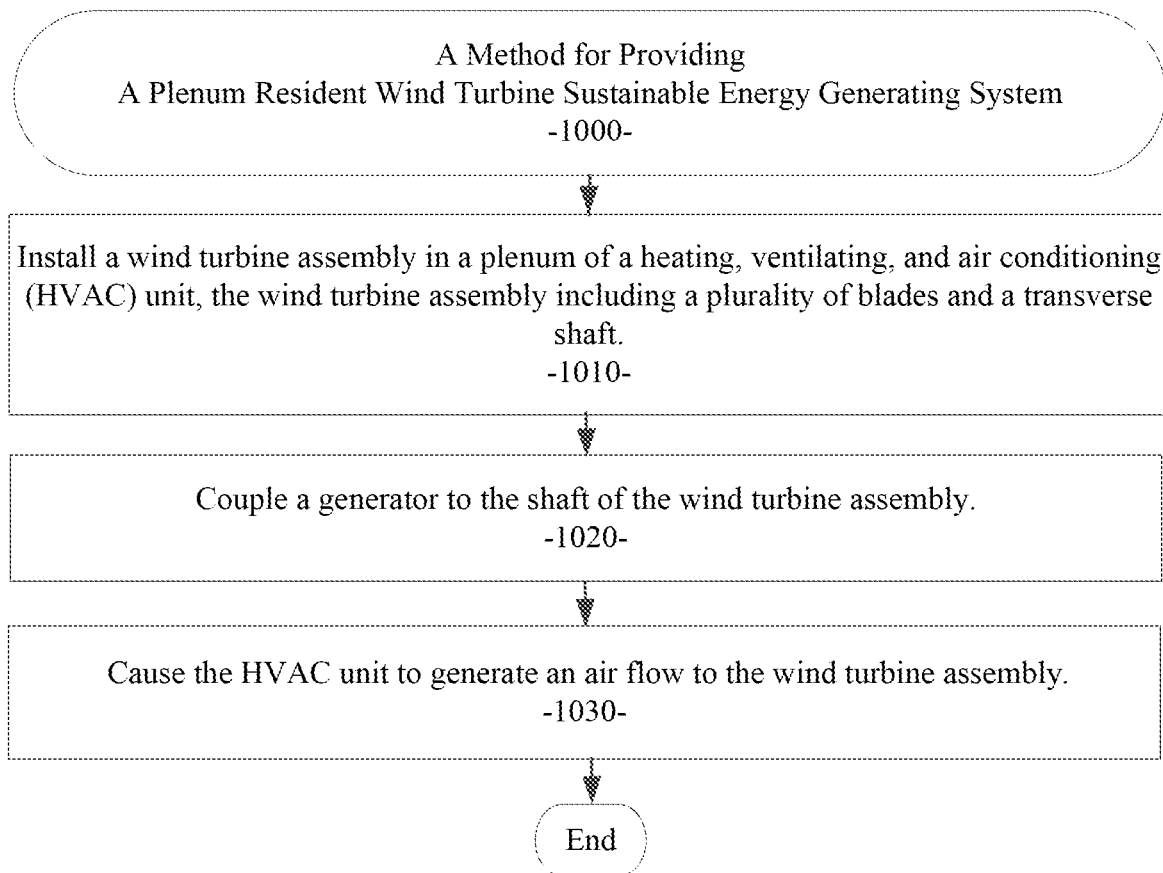 A Method for Providing
A Plenum Resident Wind Turbine Sustainable Energy Generating System
-1000-
Install a wind turbine assembly in a plenum of a heating, ventilating, and air conditioning
(HVAC) unit, the wind turbine assembly including a plurality of blades and a transverse
shaft.
-1010-
Couple a generator to the shaft of the wind turbine assembly.
-1020-
Cause the HVAC unit to generate an air flow to the wind turbine assembly.
-1030-
End